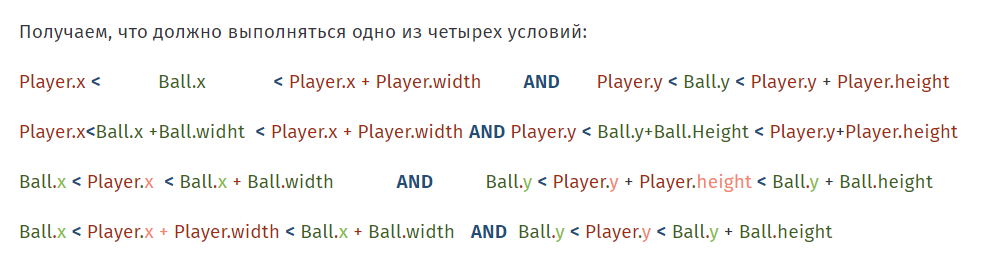 Получаем, что должно выполняться одно из четырех условий:
Player.x < Ball.x < Player.x + Player.width AND Player.y < Ball.y < Player.y + Player.height
Player.x<Ball.x +Ball.widht < Player.x + Player.width AND Player.y < Ball.y+Ball.Height < Player.y+Player.height
Ball.x < Player.x < Ball.x + Ball.width AND Ball.y < Player.y + Player.height < Ball.y + Ball.height
Ball.x < Player.x + Player.width < Ball.x + Ball.width AND Ball.y < Player.y < Ball.y + Ball.height